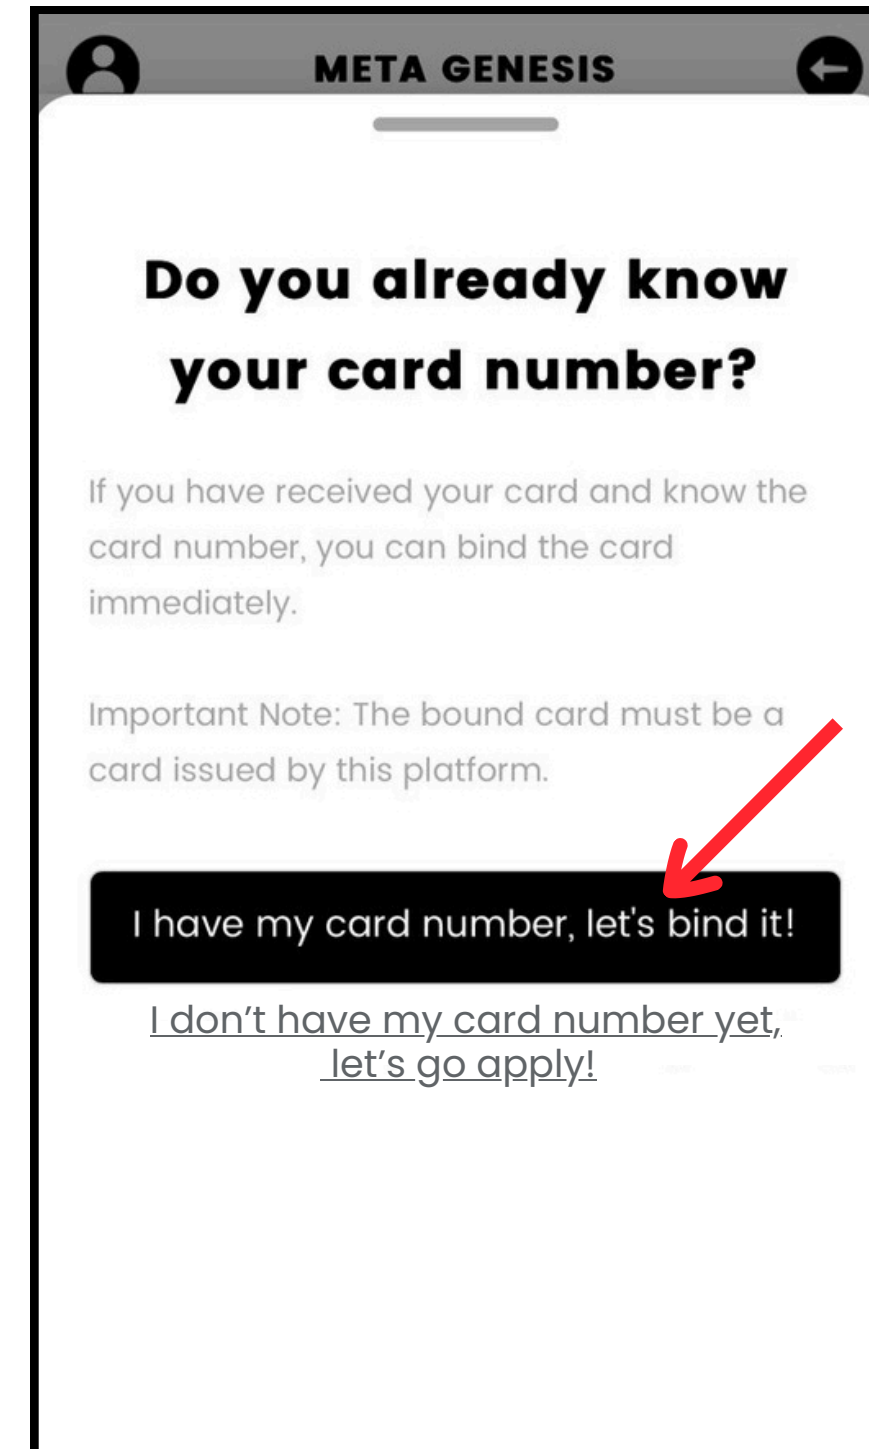 META GENESIS
Do you already know
your card number?
If you have received your card and know the
card number, you can bind the card
immediately.
Important Note: The bound card must be a
card issued by this platform.
I have my card number, let's bind it!
I don’t have my card number yet,
let’s go apply!